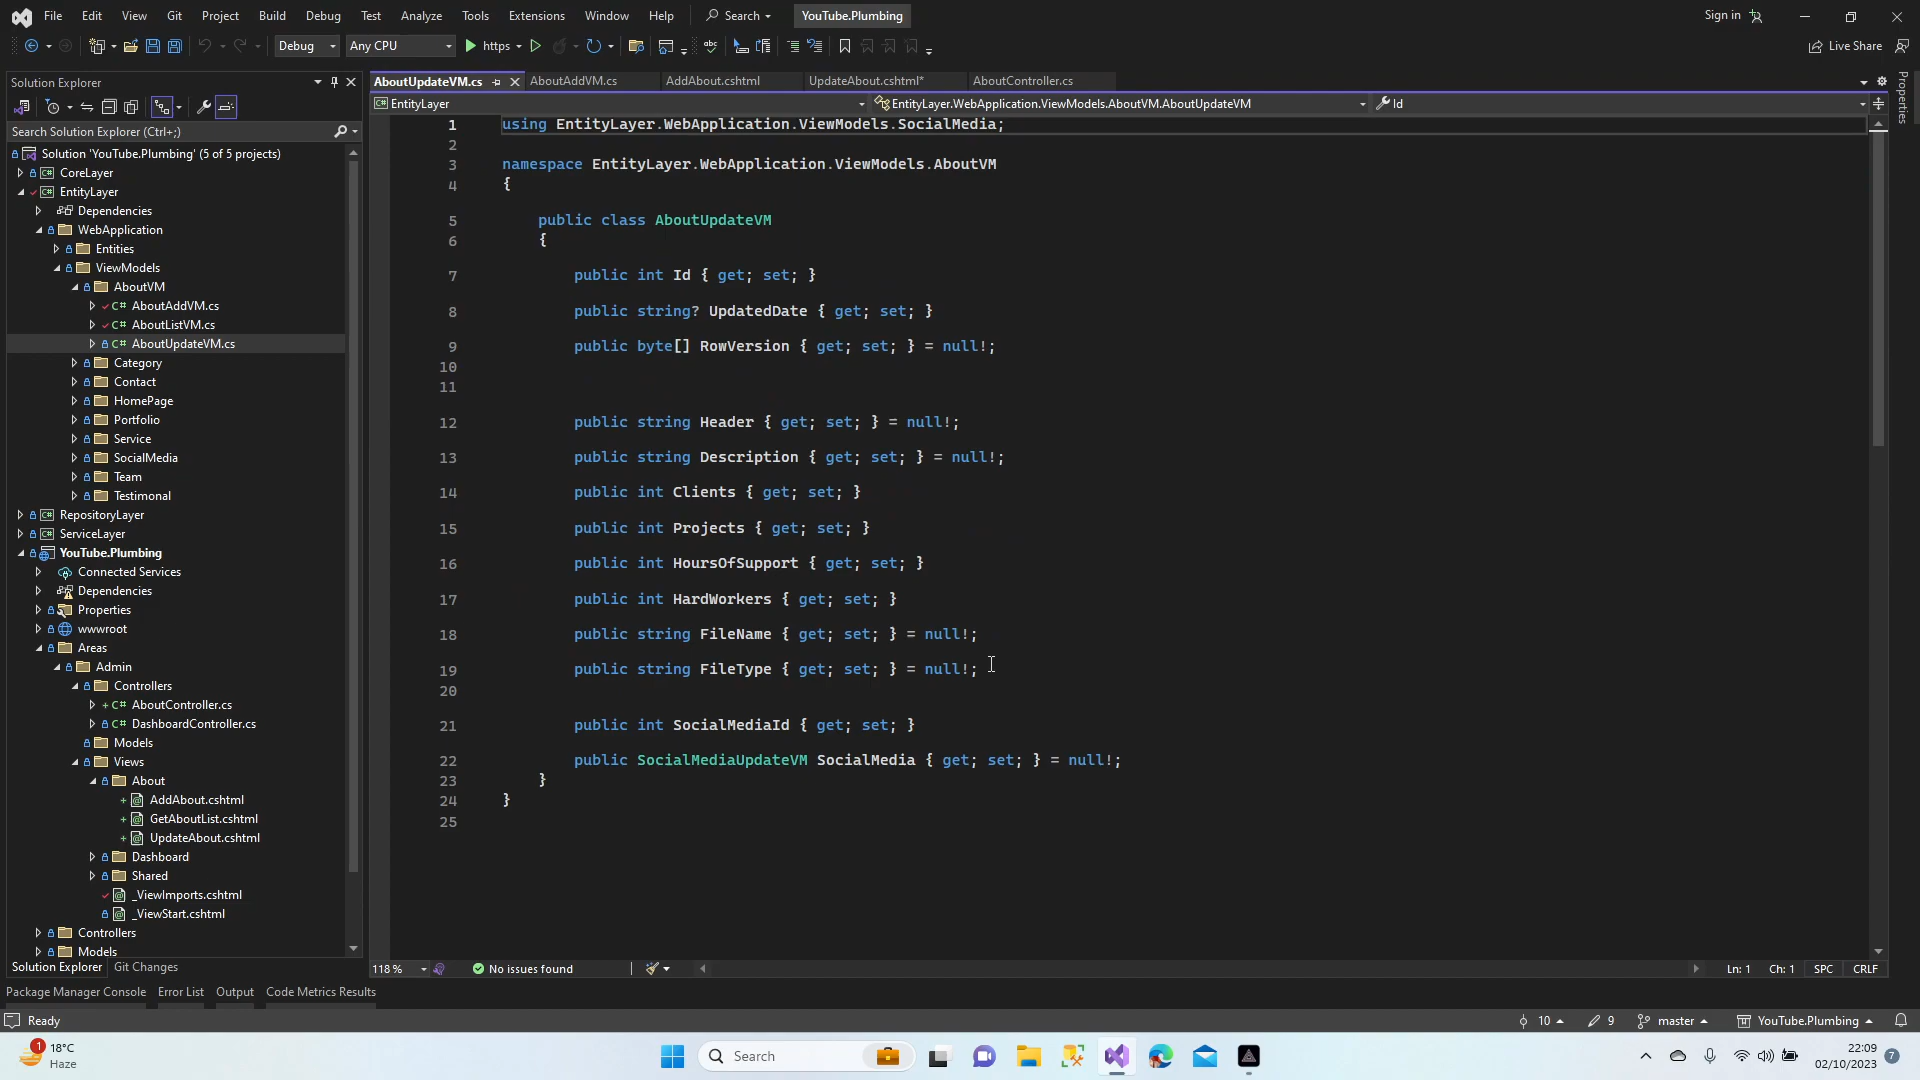 File Edit View Git Project Build Debug Test Analyze Tools Extensions Window Help Search YouTube.Plumbing Sign in
Debug Any CPU https Live Share
Solution Explorer
AboutUpdateVM.cs AboutAddVM.cs AddAbout.cshtml UpdateAbout.cshtml* AboutController.cs
Properties
EntityLayer EntityLayer.WebApplication.ViewModels.AboutVM.AboutUpdateVM Id
Search Solution Explorer (Ctrl+;)
Solution 'YouTube.Plumbing' (5 of 5 projects)
CoreLayer
EntityLayer
Dependencies
WebApplication
Entities
ViewModels
AboutVM
AboutAddVM.cs
AboutListVM.cs
AboutUpdateVM.cs
Category
Contact
HomePage
Portfolio
Service
SocialMedia
Team
Testimonal
RepositoryLayer
ServiceLayer
YouTube.Plumbing
Connected Services
Dependencies
Properties
wwwroot
Areas
Admin
Controllers
AboutController.cs
DashboardController.cs
Models
Views
About
AddAbout.cshtml
GetAboutList.cshtml
UpdateAbout.cshtml
Dashboard
Shared
_ViewImports.cshtml
_ViewStart.cshtml
Controllers
Models
Solution Explorer Git Changes
1 using EntityLayer.WebApplication.ViewModels.SocialMedia;
2
3 namespace EntityLayer.WebApplication.ViewModels.AboutVM
4 {
5 public class AboutUpdateVM
6 {
7 public int Id { get; set; }
8 public string? UpdatedDate { get; set; }
9 public byte[] RowVersion { get; set; } = null!;
10
11
12 public string Header { get; set; } = null!;
13 public string Description { get; set; } = null!;
14 public int Clients { get; set; }
15 public int Projects { get; set; }
16 public int HoursOfSupport { get; set; }
17 public int HardWorkers { get; set; }
18 public string FileName { get; set; } = null!;
19 public string FileType { get; set; } = null!;
20
21 public int SocialMediaId { get; set; }
22 public SocialMediaUpdateVM SocialMedia { get; set; } = null!;
23 }
24 }
25
118 % No issues found Ln: 1 Ch: 1 SPC CRLF
Package Manager Console Error List Output Code Metrics Results
Ready 10 9 master YouTube.Plumbing
1 18°C
Haze
Search
22:09
02/10/2023
7